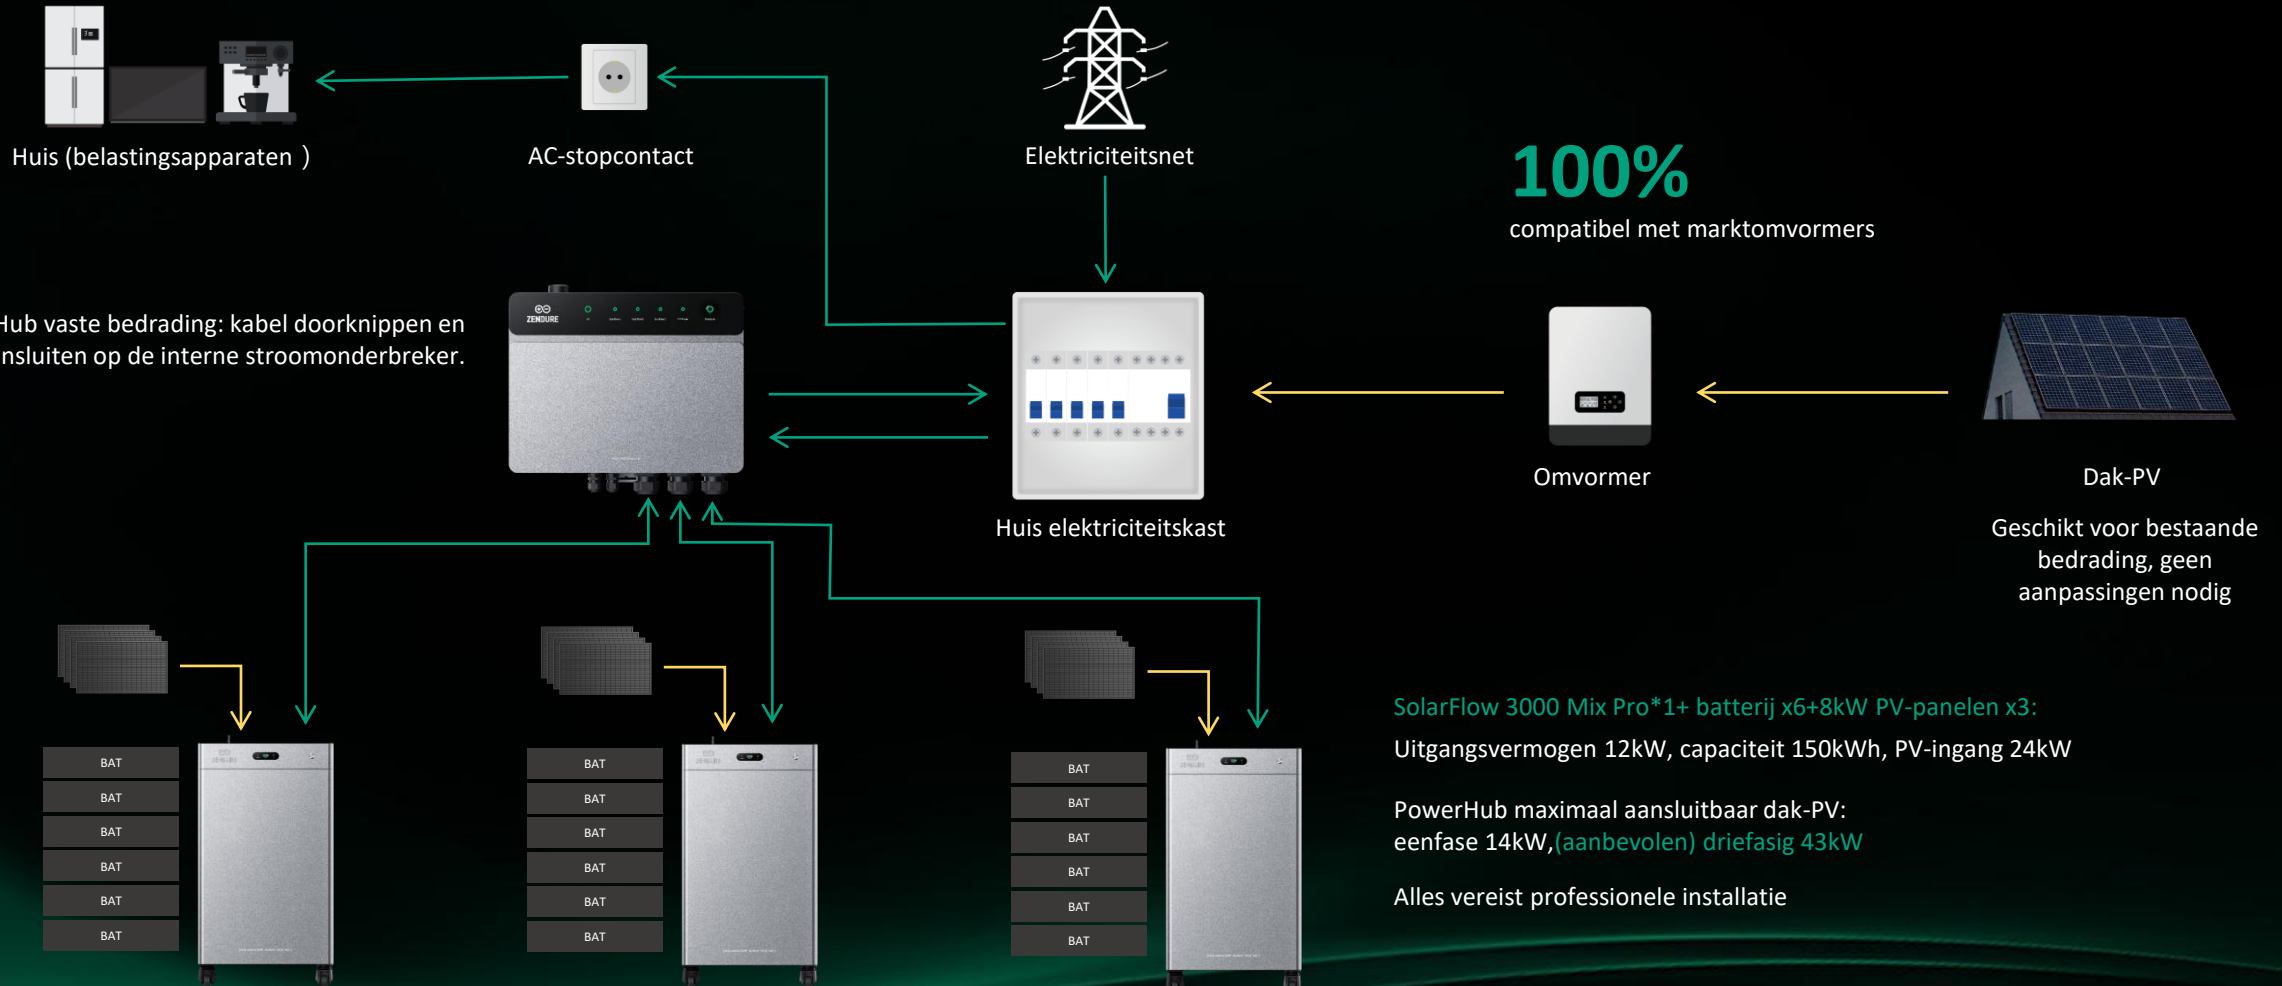 Huis (belastingsapparaten )
AC-stopcontact
Elektriciteitsnet
100%
compatibel met marktomvormers
Hub vaste bedrading: kabel doorknippen en
nsluiten op de interne stroomonderbreker.
ZENDURE
Omvormer
Dak-PV
Huis elektriciteitskast
Geschikt voor bestaande
bedrading, geen
aanpassingen nodig
SolarFlow 3000 Mix Pro*1+ batterij x6+8kW PV-panelen x3:
Uitgangsvermogen 12kW, capaciteit 150kWh, PV-ingang 24kW
PowerHub maximaal aansluitbaar dak-PV:
eenfase 14kW,(aanbevolen) driefasig 43kW
Alles vereist professionele installatie
BAT
BAT
BAT
BAT
BAT
BAT
ZENDURE
BAT
BAT
BAT
BAT
BAT
BAT
ZENDURE
BAT
BAT
BAT
BAT
BAT
BAT
ZENDURE